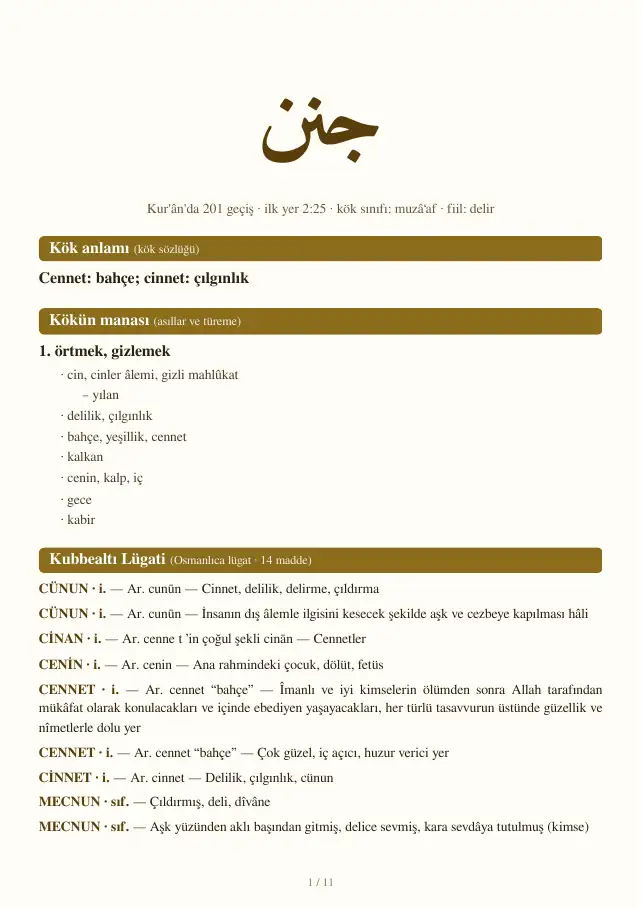 جنن
Kur'ân'da 201 geçiş · ilk yer 2:25 · kök sınıfı: muzâ'af · fiil: delir
Kök anlamı (kök sözlüğü)
Cennet: bahçe; cinnet: çılgınlık
Kökün manası (asıllar ve türeme)
1. örtmek, gizlemek
· cin, cinler âlemi, gizli mahlûkat
– yılan
· delilik, çılgınlık
· bahçe, yeşillik, cennet
· kalkan
· cenin, kalp, iç
· gece
· kabir
Kubbealtı Lügati (Osmanlıca lügat · 14 madde)
CÜNUN · i. — Ar. cunūn — Cinnet, delilik, delirme, çıldırma
CÜNUN · i. — Ar. cunūn — İnsanın dış âlemle ilgisini kesecek şekilde aşk ve cezbeye kapılması hâli
CİNAN · i. — Ar. cenne t 'in çoğul şekli cinān — Cennetler
CENİN · i. — Ar. cenin — Ana rahmindeki çocuk, dölüt, fetüs
CENNET · i. — Ar. cennet “bahçe” — Îmanlı ve iyi kimselerin ölümden sonra Allah tarafından
mükâfat olarak konulacakları ve içinde ebediyen yaşayacakları, her türlü tasavvurun üstünde güzellik ve
nîmetlerle dolu yer
CENNET · i. — Ar. cennet “bahçe” — Çok güzel, iç açıcı, huzur verici yer
CİNNET · i. — Ar. cinnet — Delilik, çılgınlık, cünun
MECNUN · sıf. — Çıldırmış, deli, dîvâne
MECNUN · sıf. — Aşk yüzünden aklı başından gitmiş, delice sevmiş, kara sevdâya tutulmuş (kimse)
1 / 11